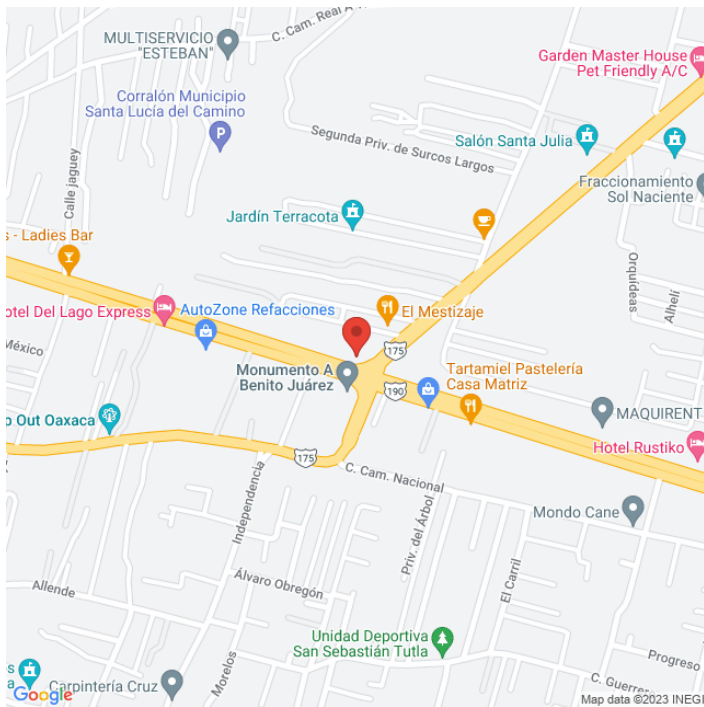 C. Cam. Real A
MULTISERVICIO
"ESTEBAN"
Garden Master House
Pet Friendly A/C
Corralón Municipio
Santa Lucía del Camino
P
Segunda Priv. de Surcos Largos
Salón Santa Julia
Fraccionamiento
Sol Naciente
Calle jaguey
Jardín Terracota
s - Ladies Bar
Orquídeas
Alhelí
otel Del Lago Express
AutoZone Refacciones
El Mestizaje
México
175
Monumento A
Benito Juárez
Tartamiel Pastelería
Casa Matriz
190
o Out Oaxaca
MAQUIRENT
Hotel Rustiko
175
C. Cam. Nacional
Independencia
Mondo Cane
Priv. del Árbol
El Carril
Allende
Álvaro Obregón
Unidad Deportiva
San Sebastián Tutla
Morelos
Progreso
C. Guerrero
Carpintería Cruz
s
a
Google
Map data ©2023 INEGI